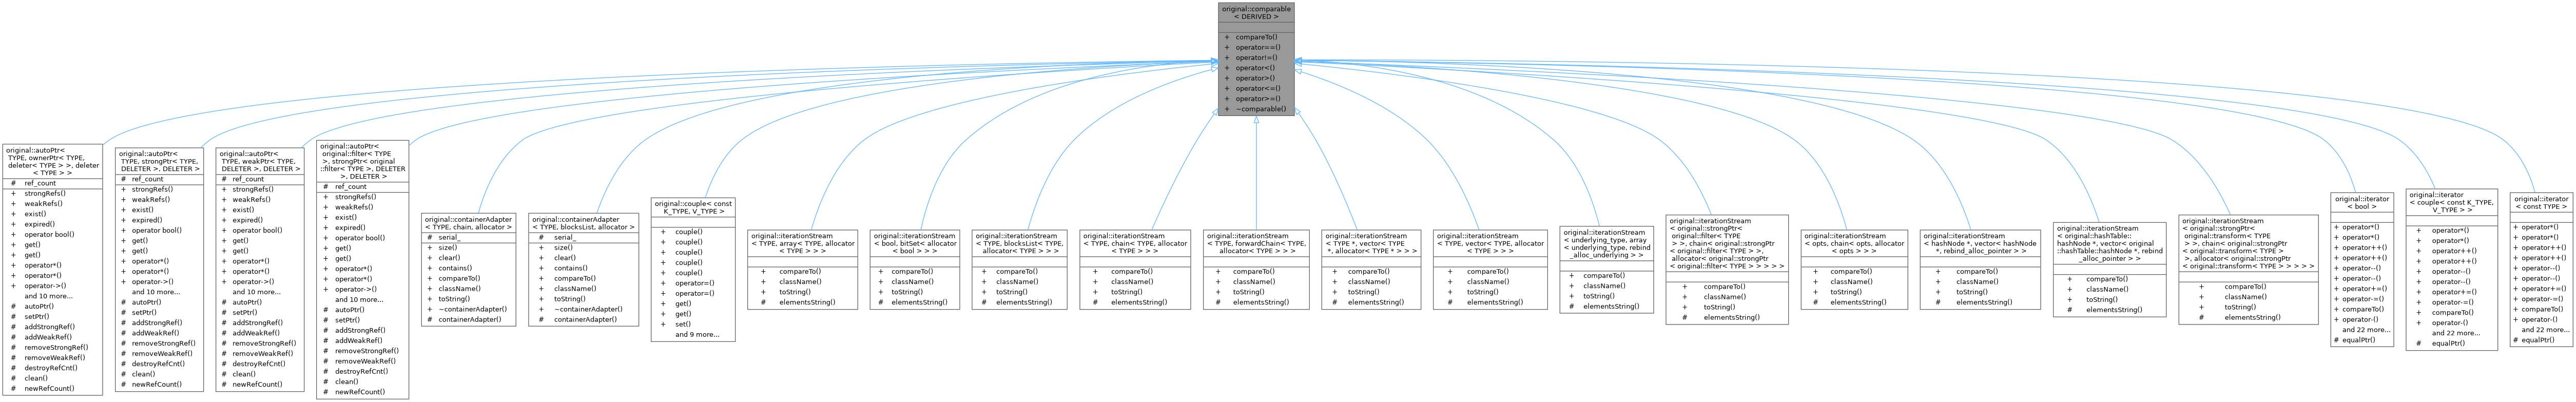 original::comparable
< DERIVED >
+ compareTo()
+ operator==()
+ operator!=()
+ operator<()
+ operator>()
+ operator<=()
+ operator>=()
+ ~comparable()
original::autoPtr<
TYPE, ownerPtr< TYPE,
deleter< TYPE > >, deleter
< TYPE > >
# ref_count
+ strongRefs()
+ weakRefs()
+ exist()
+ expired()
+ operator bool()
+ get()
+ get()
+ operator*()
+ operator*()
+ operator->()
and 10 more...
# autoPtr()
# setPtr()
# addStrongRef()
# addWeakRef()
# removeStrongRef()
# removeWeakRef()
# destroyRefCnt()
# clean()
# newRefCount()
original::autoPtr<
TYPE, strongPtr< TYPE,
DELETER >, DELETER >
# ref_count
+ strongRefs()
+ weakRefs()
+ exist()
+ expired()
+ operator bool()
+ get()
+ get()
+ operator*()
+ operator*()
+ operator->()
and 10 more...
# autoPtr()
# setPtr()
# addStrongRef()
# addWeakRef()
# removeStrongRef()
# removeWeakRef()
# destroyRefCnt()
# clean()
# newRefCount()
original::autoPtr<
TYPE, weakPtr< TYPE,
DELETER >, DELETER >
# ref_count
+ strongRefs()
+ weakRefs()
+ exist()
+ expired()
+ operator bool()
+ get()
+ get()
+ operator*()
+ operator*()
+ operator->()
and 10 more...
# autoPtr()
# setPtr()
# addStrongRef()
# addWeakRef()
# removeStrongRef()
# removeWeakRef()
# destroyRefCnt()
# clean()
# newRefCount()
original::autoPtr<
original::filter< TYPE
>, strongPtr< original
::filter< TYPE >, DELETER
>, DELETER >
# ref_count
+ strongRefs()
+ weakRefs()
+ exist()
+ expired()
+ operator bool()
+ get()
+ get()
+ operator*()
+ operator*()
+ operator->()
and 10 more...
# autoPtr()
# setPtr()
# addStrongRef()
# addWeakRef()
# removeStrongRef()
# removeWeakRef()
# destroyRefCnt()
# clean()
# newRefCount()
original::containerAdapter
< TYPE, chain, allocator >
# serial_
+ size()
+ clear()
+ contains()
+ compareTo()
+ className()
+ toString()
+ ~containerAdapter()
# containerAdapter()
original::containerAdapter
< TYPE, blocksList, allocator >
# serial_
+ size()
+ clear()
+ contains()
+ compareTo()
+ className()
+ toString()
+ ~containerAdapter()
# containerAdapter()
original::couple< const
K_TYPE, V_TYPE >
+ couple()
+ couple()
+ couple()
+ couple()
+ couple()
+ operator=()
+ operator=()
+ get()
+ get()
+ set()
and 9 more...
original::iterationStream
< TYPE, array< TYPE, allocator
< TYPE > > >
+ compareTo()
+ className()
+ toString()
# elementsString()
original::iterationStream
< bool, bitSet< allocator
< bool > > >
+ compareTo()
+ className()
+ toString()
# elementsString()
original::iterationStream
< TYPE, blocksList< TYPE,
allocator< TYPE > > >
+ compareTo()
+ className()
+ toString()
# elementsString()
original::iterationStream
< TYPE, chain< TYPE, allocator
< TYPE > > >
+ compareTo()
+ className()
+ toString()
# elementsString()
original::iterationStream
< TYPE, forwardChain< TYPE,
allocator< TYPE > > >
+ compareTo()
+ className()
+ toString()
# elementsString()
original::iterationStream
< TYPE *, vector< TYPE
*, allocator< TYPE * > > >
+ compareTo()
+ className()
+ toString()
# elementsString()
original::iterationStream
< TYPE, vector< TYPE, allocator
< TYPE > > >
+ compareTo()
+ className()
+ toString()
# elementsString()
original::iterationStream
< underlying_type, array
< underlying_type, rebind
_alloc_underlying > >
+ compareTo()
+ className()
+ toString()
# elementsString()
original::iterationStream
< original::strongPtr<
original::filter< TYPE
> >, chain< original::strongPtr
< original::filter< TYPE > >,
allocator< original::strongPtr
< original::filter< TYPE > > > > >
+ compareTo()
+ className()
+ toString()
# elementsString()
original::iterationStream
< opts, chain< opts, allocator
< opts > > >
+ compareTo()
+ className()
+ toString()
# elementsString()
original::iterationStream
< hashNode *, vector< hashNode
*, rebind_alloc_pointer > >
+ compareTo()
+ className()
+ toString()
# elementsString()
original::iterationStream
< original::hashTable::
hashNode *, vector< original
::hashTable::hashNode *, rebind
_alloc_pointer > >
+ compareTo()
+ className()
+ toString()
# elementsString()
original::iterationStream
< original::strongPtr<
original::transform< TYPE
> >, chain< original::strongPtr
< original::transform< TYPE >
>, allocator< original::strongPtr
< original::transform< TYPE > > > > >
+ compareTo()
+ className()
+ toString()
# elementsString()
original::iterator
< bool >
+ operator*()
+ operator*()
+ operator++()
+ operator++()
+ operator--()
+ operator--()
+ operator+=()
+ operator-=()
+ compareTo()
+ operator-()
and 22 more...
# equalPtr()
original::iterator
< couple< const K_TYPE,
V_TYPE > >
+ operator*()
+ operator*()
+ operator++()
+ operator++()
+ operator--()
+ operator--()
+ operator+=()
+ operator-=()
+ compareTo()
+ operator-()
and 22 more...
# equalPtr()
original::iterator
< const TYPE >
+ operator*()
+ operator*()
+ operator++()
+ operator++()
+ operator--()
+ operator--()
+ operator+=()
+ operator-=()
+ compareTo()
+ operator-()
and 22 more...
# equalPtr()